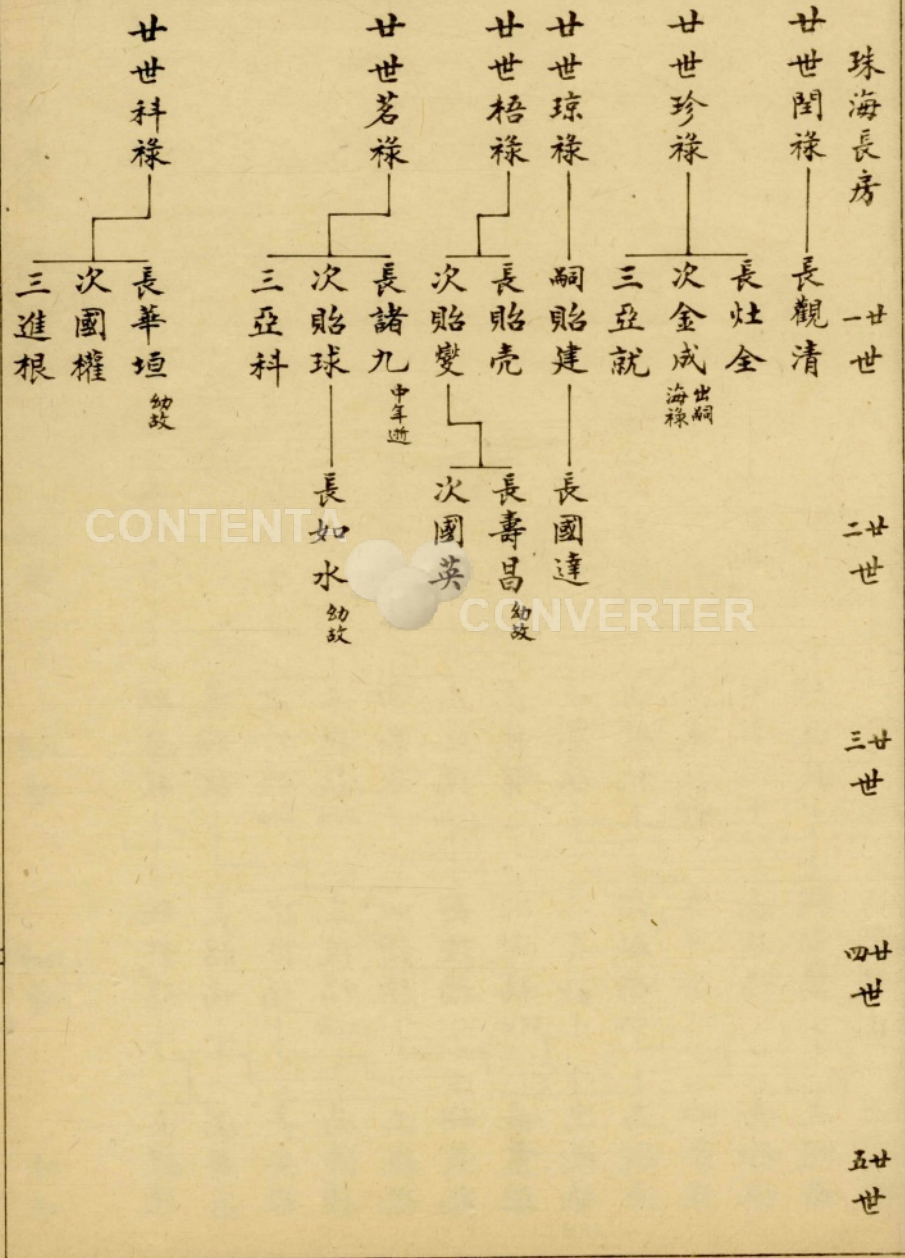 珠海長房
廿一世
廿二世
廿三世
廿四世
廿五世
廿世閏祿
長觀清
廿世珍祿
長灶全
次金成
出嗣
海祿
三亞就
廿世琼祿
嗣貽建
長國達
廿世梧祿
長貽壳
次貽變
長壽昌
幼故
次國英
廿世茗祿
長諸九
中年逝
次貽球
三亞科
長如水
幼故
廿世科祿
長華垣
幼故
次國權
三進根
CONTENTA
CONVERTER